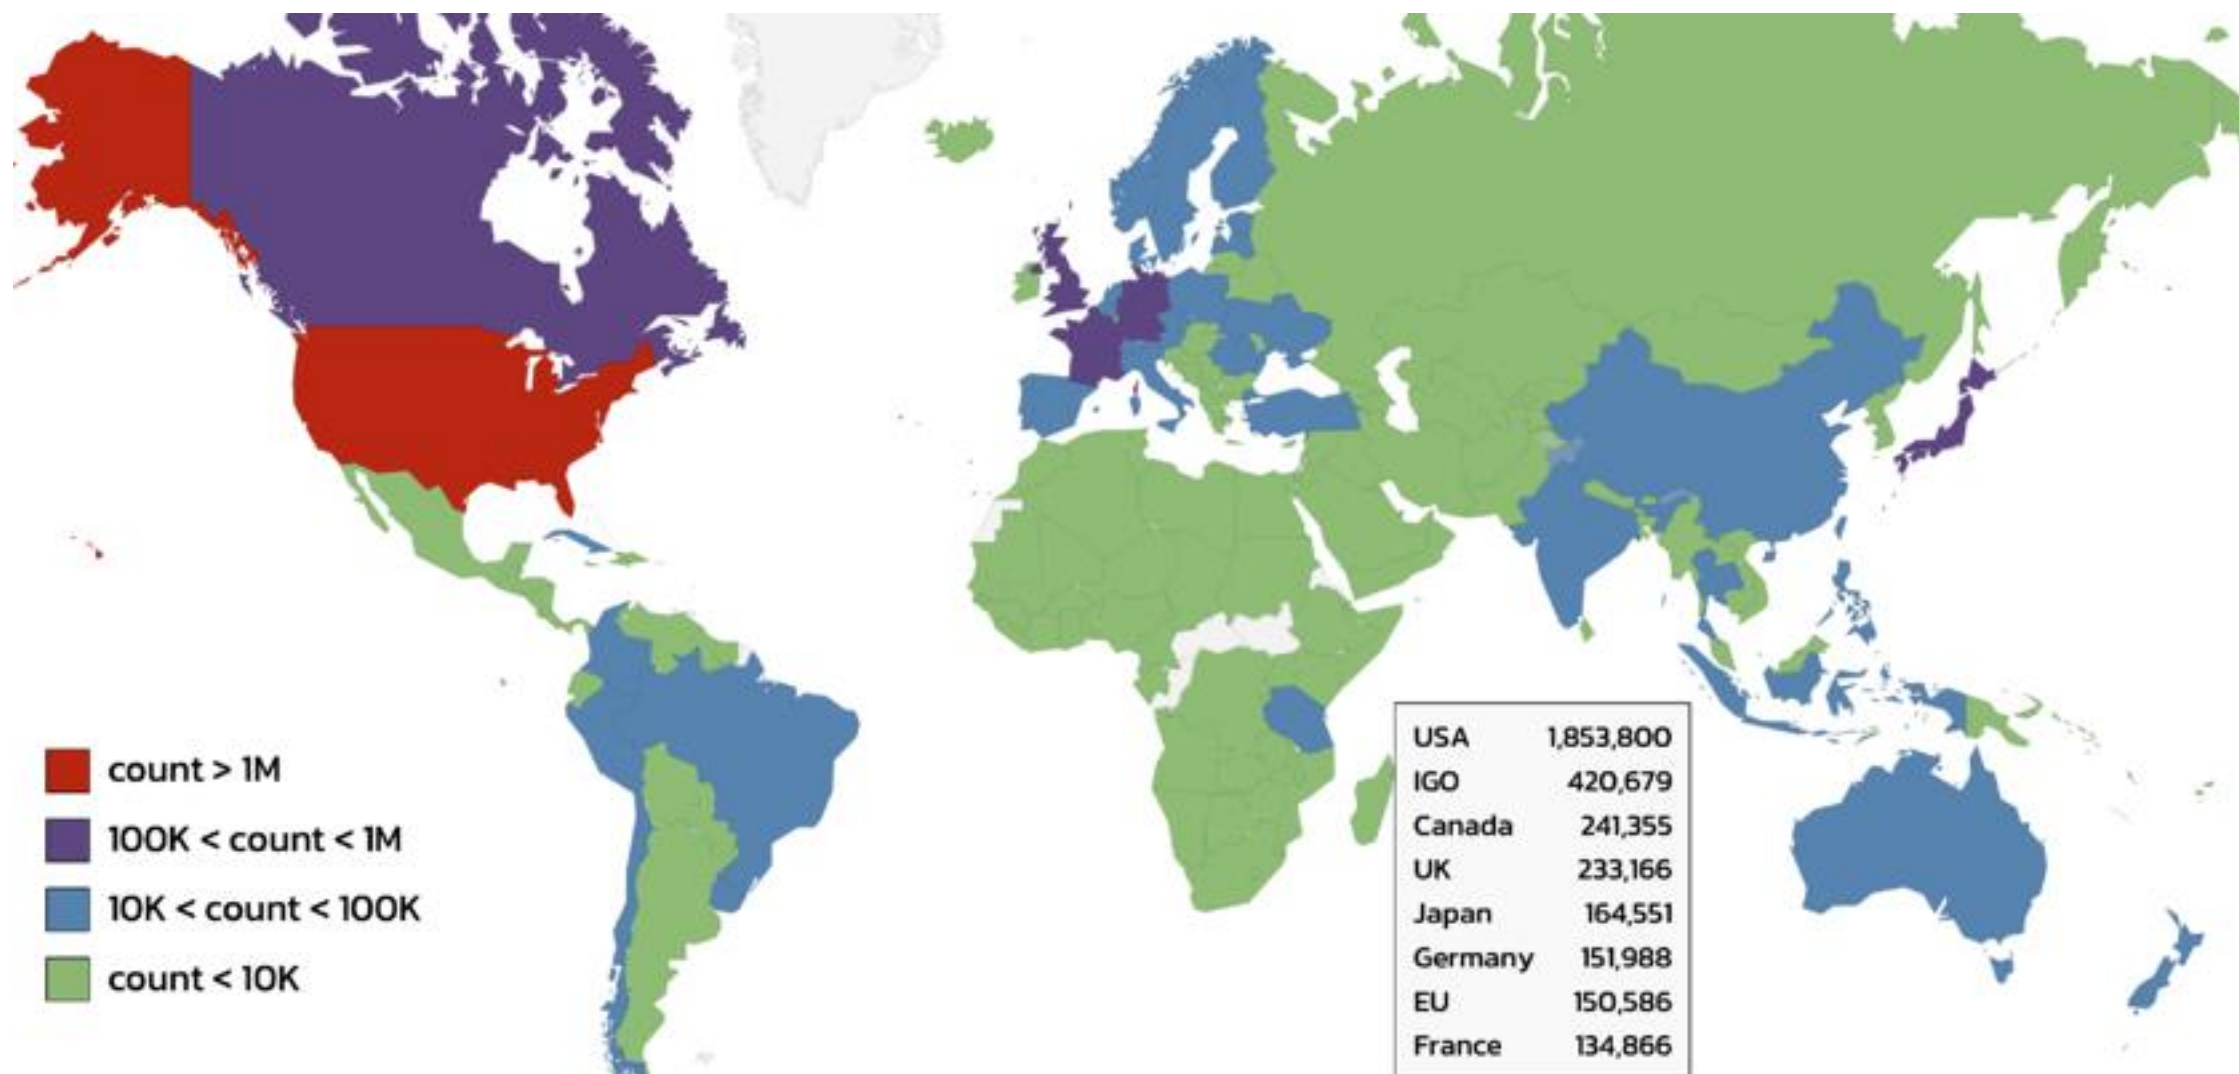 count > 1M
100K < count < 1M
10K < count < 100K
count < 10K
USA 1,853,800
IGO 420,679
Canada 241,355
UK 233,166
Japan 164,551
Germany 151,988
EU 150,586
France 134,866